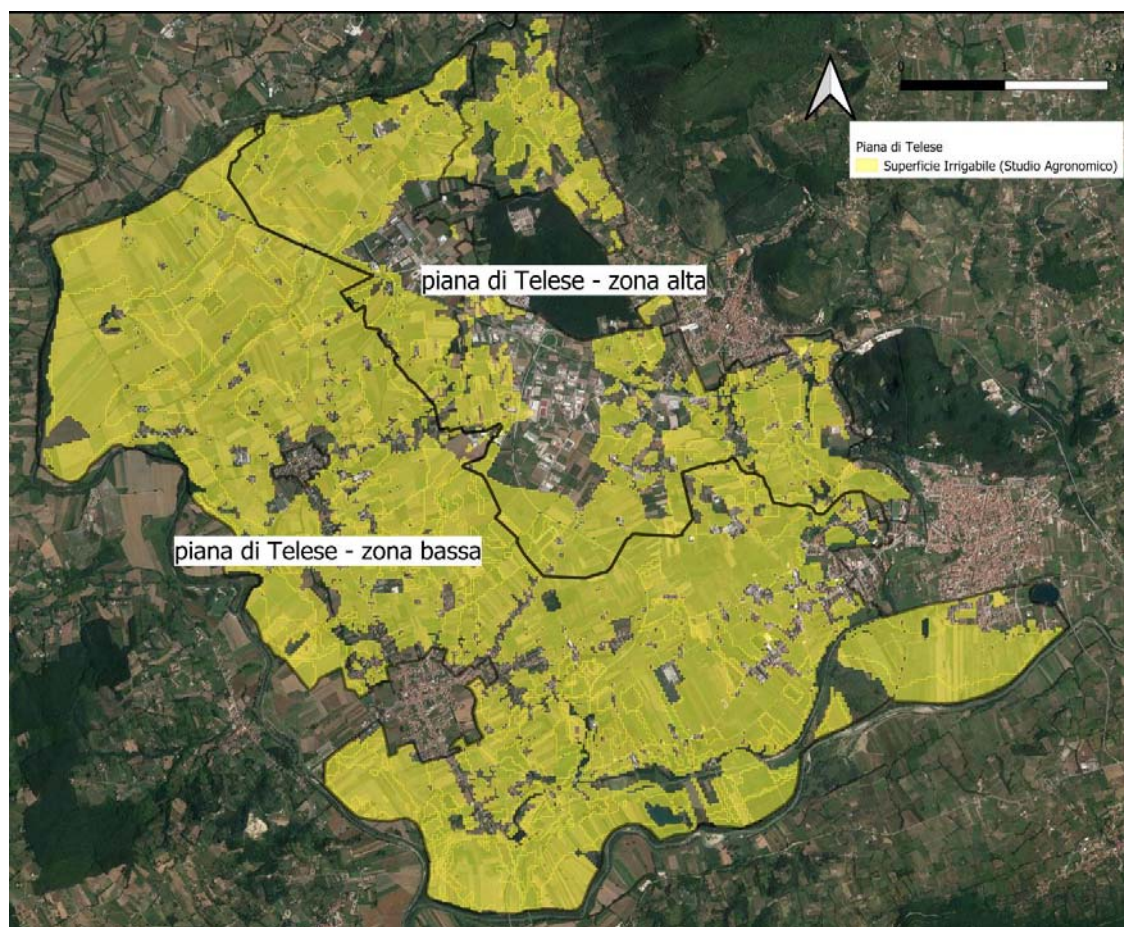 0 1 2
Piana di Telese
Superficie Irrigabile (Studio Agronomico)
piana di Telese - zona alta
piana di Telese - zona bassa